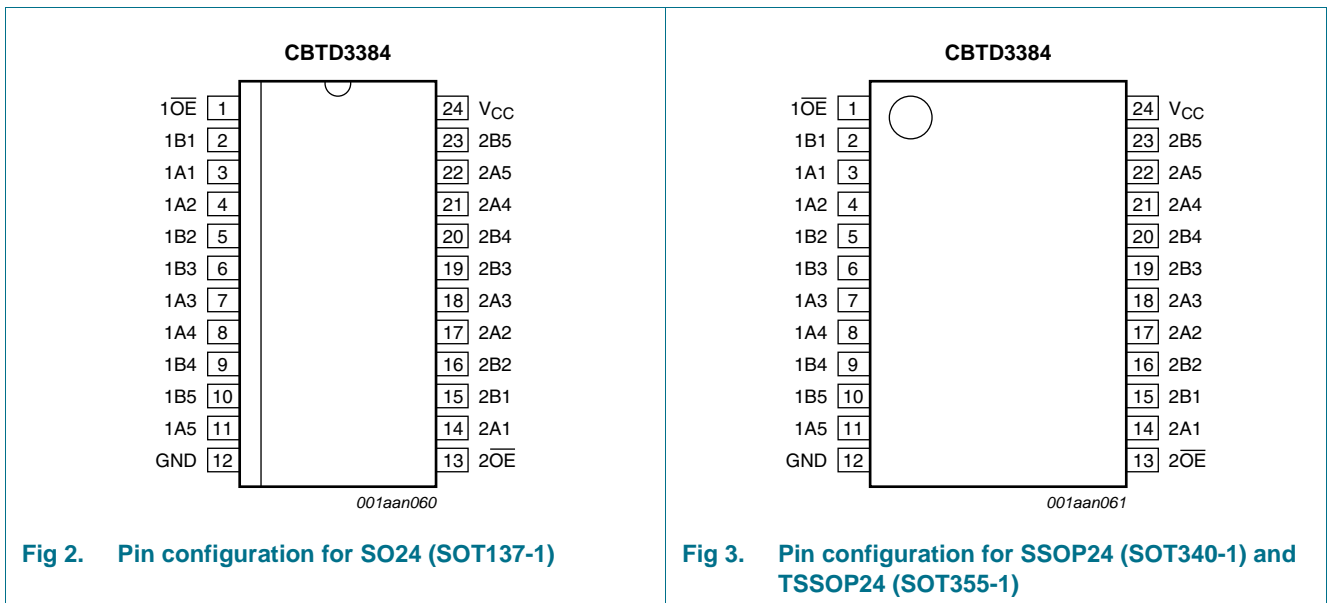 CBTD3384
1O̅E̅ 1 24 VCC
1B1 2 23 2B5
1A1 3 22 2A5
1A2 4 21 2A4
1B2 5 20 2B4
1B3 6 19 2B3
1A3 7 18 2A3
1A4 8 17 2A2
1B4 9 16 2B2
1B5 10 15 2B1
1A5 11 14 2A1
GND 12 13 2O̅E̅
001aan060
Fig 2. Pin configuration for SO24 (SOT137-1)
CBTD3384
1O̅E̅ 1 24 VCC
1B1 2 23 2B5
1A1 3 22 2A5
1A2 4 21 2A4
1B2 5 20 2B4
1B3 6 19 2B3
1A3 7 18 2A3
1A4 8 17 2A2
1B4 9 16 2B2
1B5 10 15 2B1
1A5 11 14 2A1
GND 12 13 2O̅E̅
001aan061
Fig 3. Pin configuration for SSOP24 (SOT340-1) and
TSSOP24 (SOT355-1)